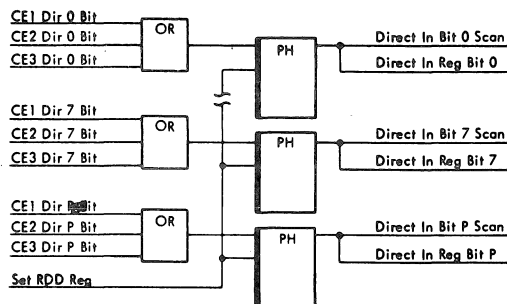 CE1 Dir 0 Bit
CE2 Dir 0 Bit
CE3 Dir 0 Bit
OR
PH
Direct In Bit 0 Scan
Direct In Reg Bit 0
CE1 Dir 7 Bit
CE2 Dir 7 Bit
CE3 Dir 7 Bit
OR
PH
Direct In Bit 7 Scan
Direct In Reg Bit 7
CE1 Dir Bit
CE2 Dir P Bit
CE3 Dir P Bit
OR
PH
Direct In Bit P Scan
Direct In Reg Bit P
Set RDD Reg